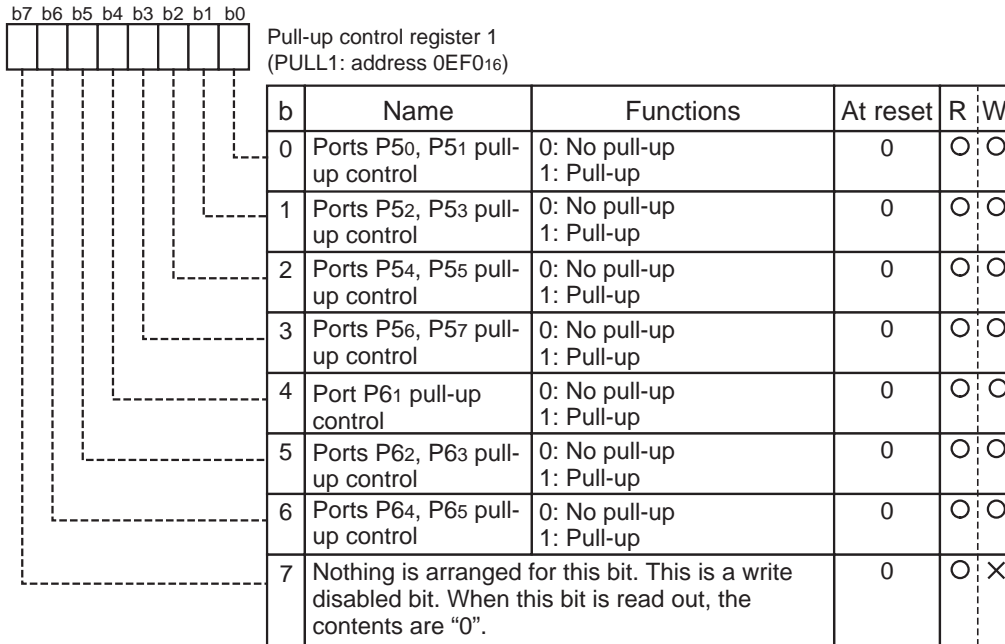 b7 b6 b5 b4 b3 b2 b1 b0
Pull-up control register 1
(PULL1: address 0EF016)
b Name Functions At reset R W
0 Ports P50, P51 pull- 0: No pull-up 0 ○ ○
up control 1: Pull-up
1 Ports P52, P53 pull- 0: No pull-up 0 ○ ○
up control 1: Pull-up
2 Ports P54, P55 pull- 0: No pull-up 0 ○ ○
up control 1: Pull-up
3 Ports P56, P57 pull- 0: No pull-up 0 ○ ○
up control 1: Pull-up
4 Port P61 pull-up 0: No pull-up 0 ○ ○
control 1: Pull-up
5 Ports P62, P63 pull- 0: No pull-up 0 ○ ○
up control 1: Pull-up
6 Ports P64, P65 pull- 0: No pull-up 0 ○ ○
up control 1: Pull-up
7 Nothing is arranged for this bit. This is a write 0 ○ ×
disabled bit. When this bit is read out, the
contents are “0”.